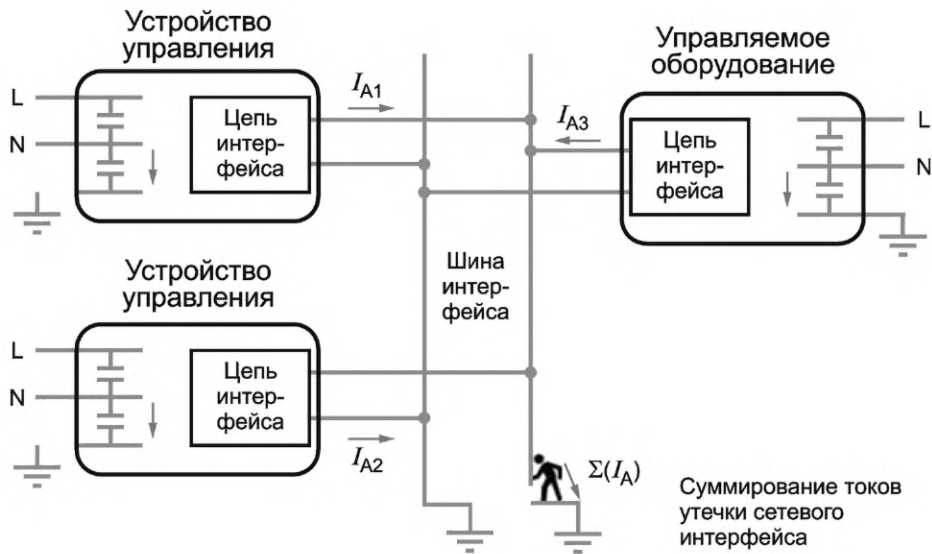 Устройство
управления
Управляемое
оборудование
I_A1
L
N
Цепь
интер-
фейса
I_A3
Цепь
интер-
фейса
L
N
Устройство
управления
Шина
интер-
фейса
L
N
Цепь
интер-
фейса
I_A2
Σ(I_A)
Суммирование токов
утечки сетевого
интерфейса